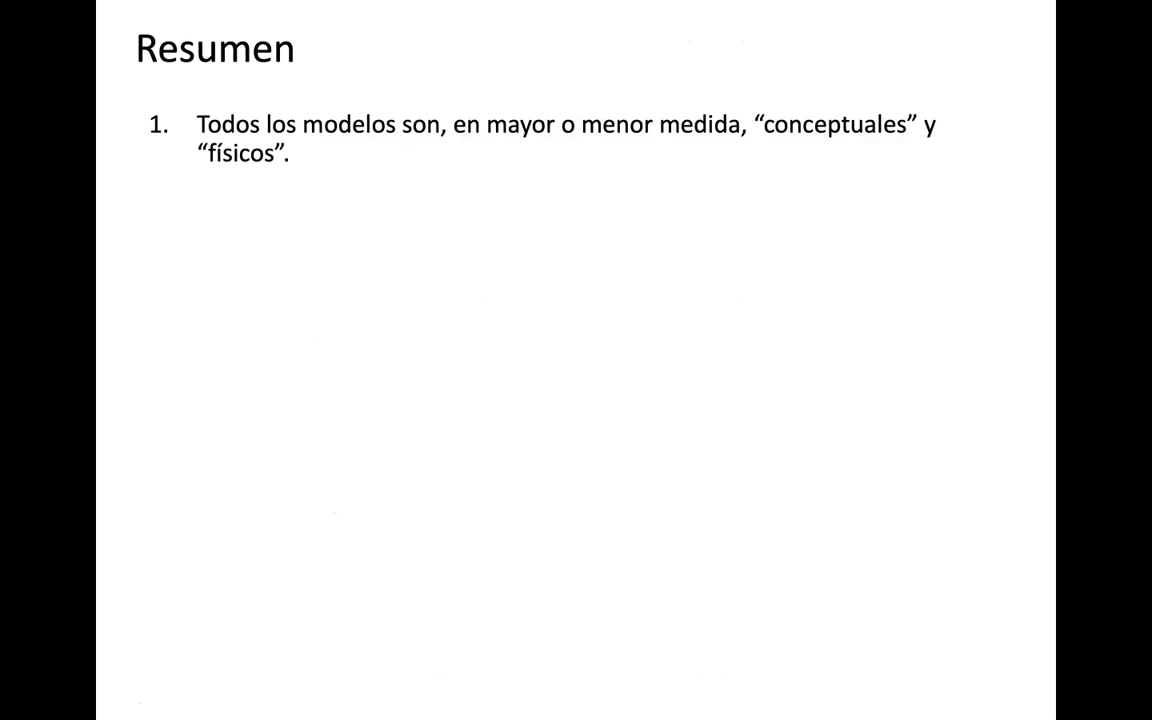 Resumen
1. Todos los modelos son, en mayor o menor medida, “conceptuales” y
“físicos”.